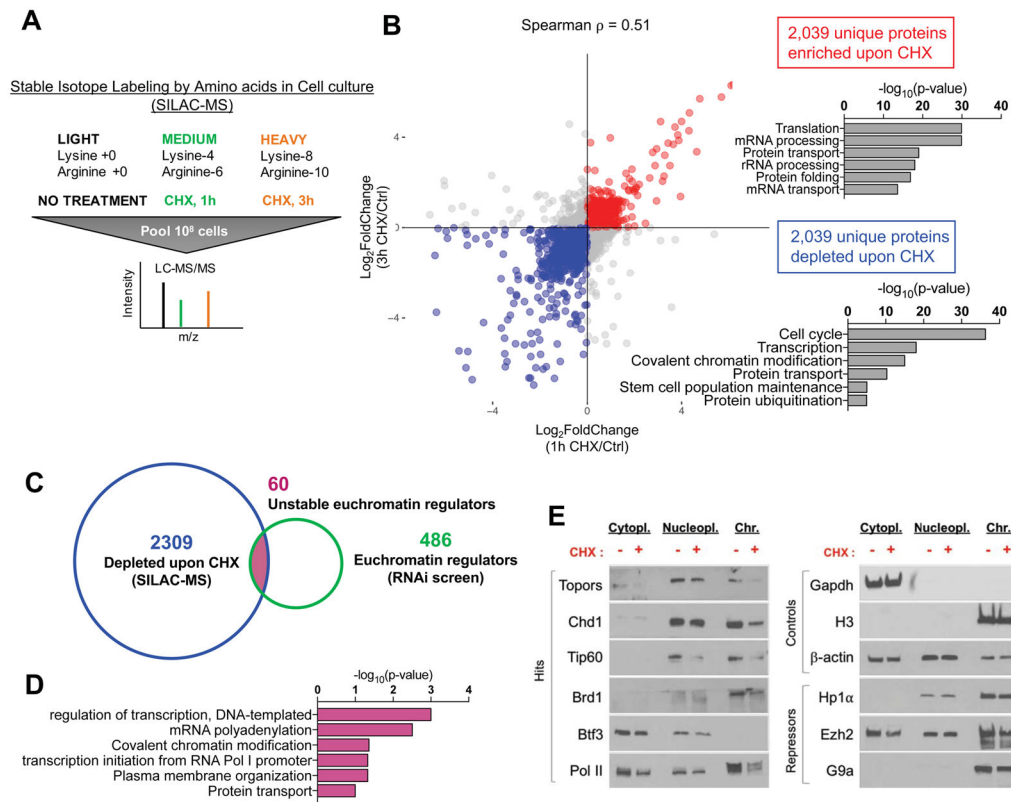 A
Stable Isotope Labeling by Amino acids in Cell culture
(SILAC-MS)
LIGHT
Lysine +0
Arginine +0
MEDIUM
Lysine-4
Arginine-6
HEAVY
Lysine-8
Arginine-10
NO TREATMENT
CHX, 1h
CHX, 3h
Pool 10⁸ cells
LC-MS/MS
Intensity
m/z
B
Spearman ρ = 0.51
Log₂FoldChange
(3h CHX/Ctrl)
4
0
−4
−4
0
4
Log₂FoldChange
(1h CHX/Ctrl)
2,039 unique proteins
enriched upon CHX
-log₁₀(p-value)
0 10 20 30 40
Translation
mRNA processing
Protein transport
rRNA processing
Protein folding
mRNA transport
2,039 unique proteins
depleted upon CHX
-log₁₀(p-value)
0 10 20 30 40
Cell cycle
Transcription
Covalent chromatin modification
Protein transport
Stem cell population maintenance
Protein ubiquitination
C
2309
Depleted upon CHX
(SILAC-MS)
60
Unstable euchromatin regulators
486
Euchromatin regulators
(RNAi screen)
D
-log₁₀(p-value)
0 1 2 3 4
regulation of transcription, DNA-templated
mRNA polyadenylation
Covalent chromatin modification
transcription initiation from RNA Pol I promoter
Plasma membrane organization
Protein transport
E
Cytopl. Nucleopl. Chr.
CHX : - + - + - +
Hits
Topors
Chd1
Tip60
Brd1
Btf3
Pol II
Cytopl. Nucleopl. Chr.
CHX : - + - + - +
Controls
Gapdh
H3
β-actin
Repressors
Hp1α
Ezh2
G9a